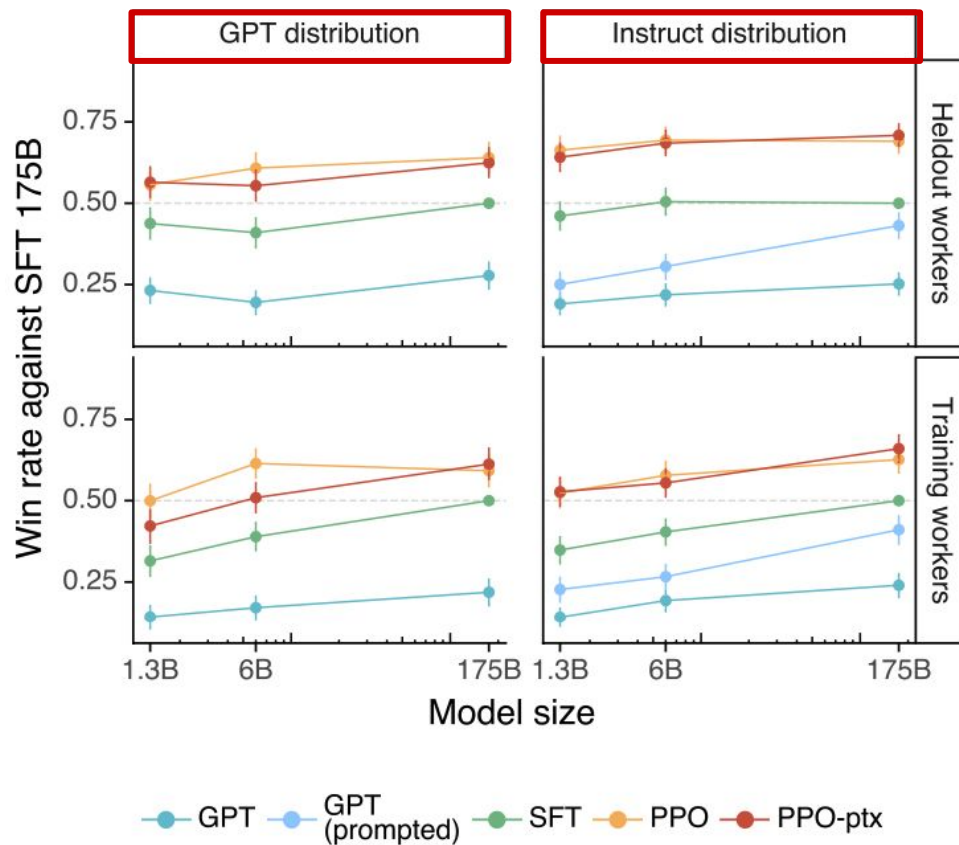 GPT distribution
Instruct distribution
Win rate against SFT 175B
0.75
0.50
0.25
Heldout workers
0.75
0.50
0.25
Training workers
1.3B
6B
175B
1.3B
6B
175B
Model size
GPT
GPT
(prompted)
SFT
PPO
PPO-ptx